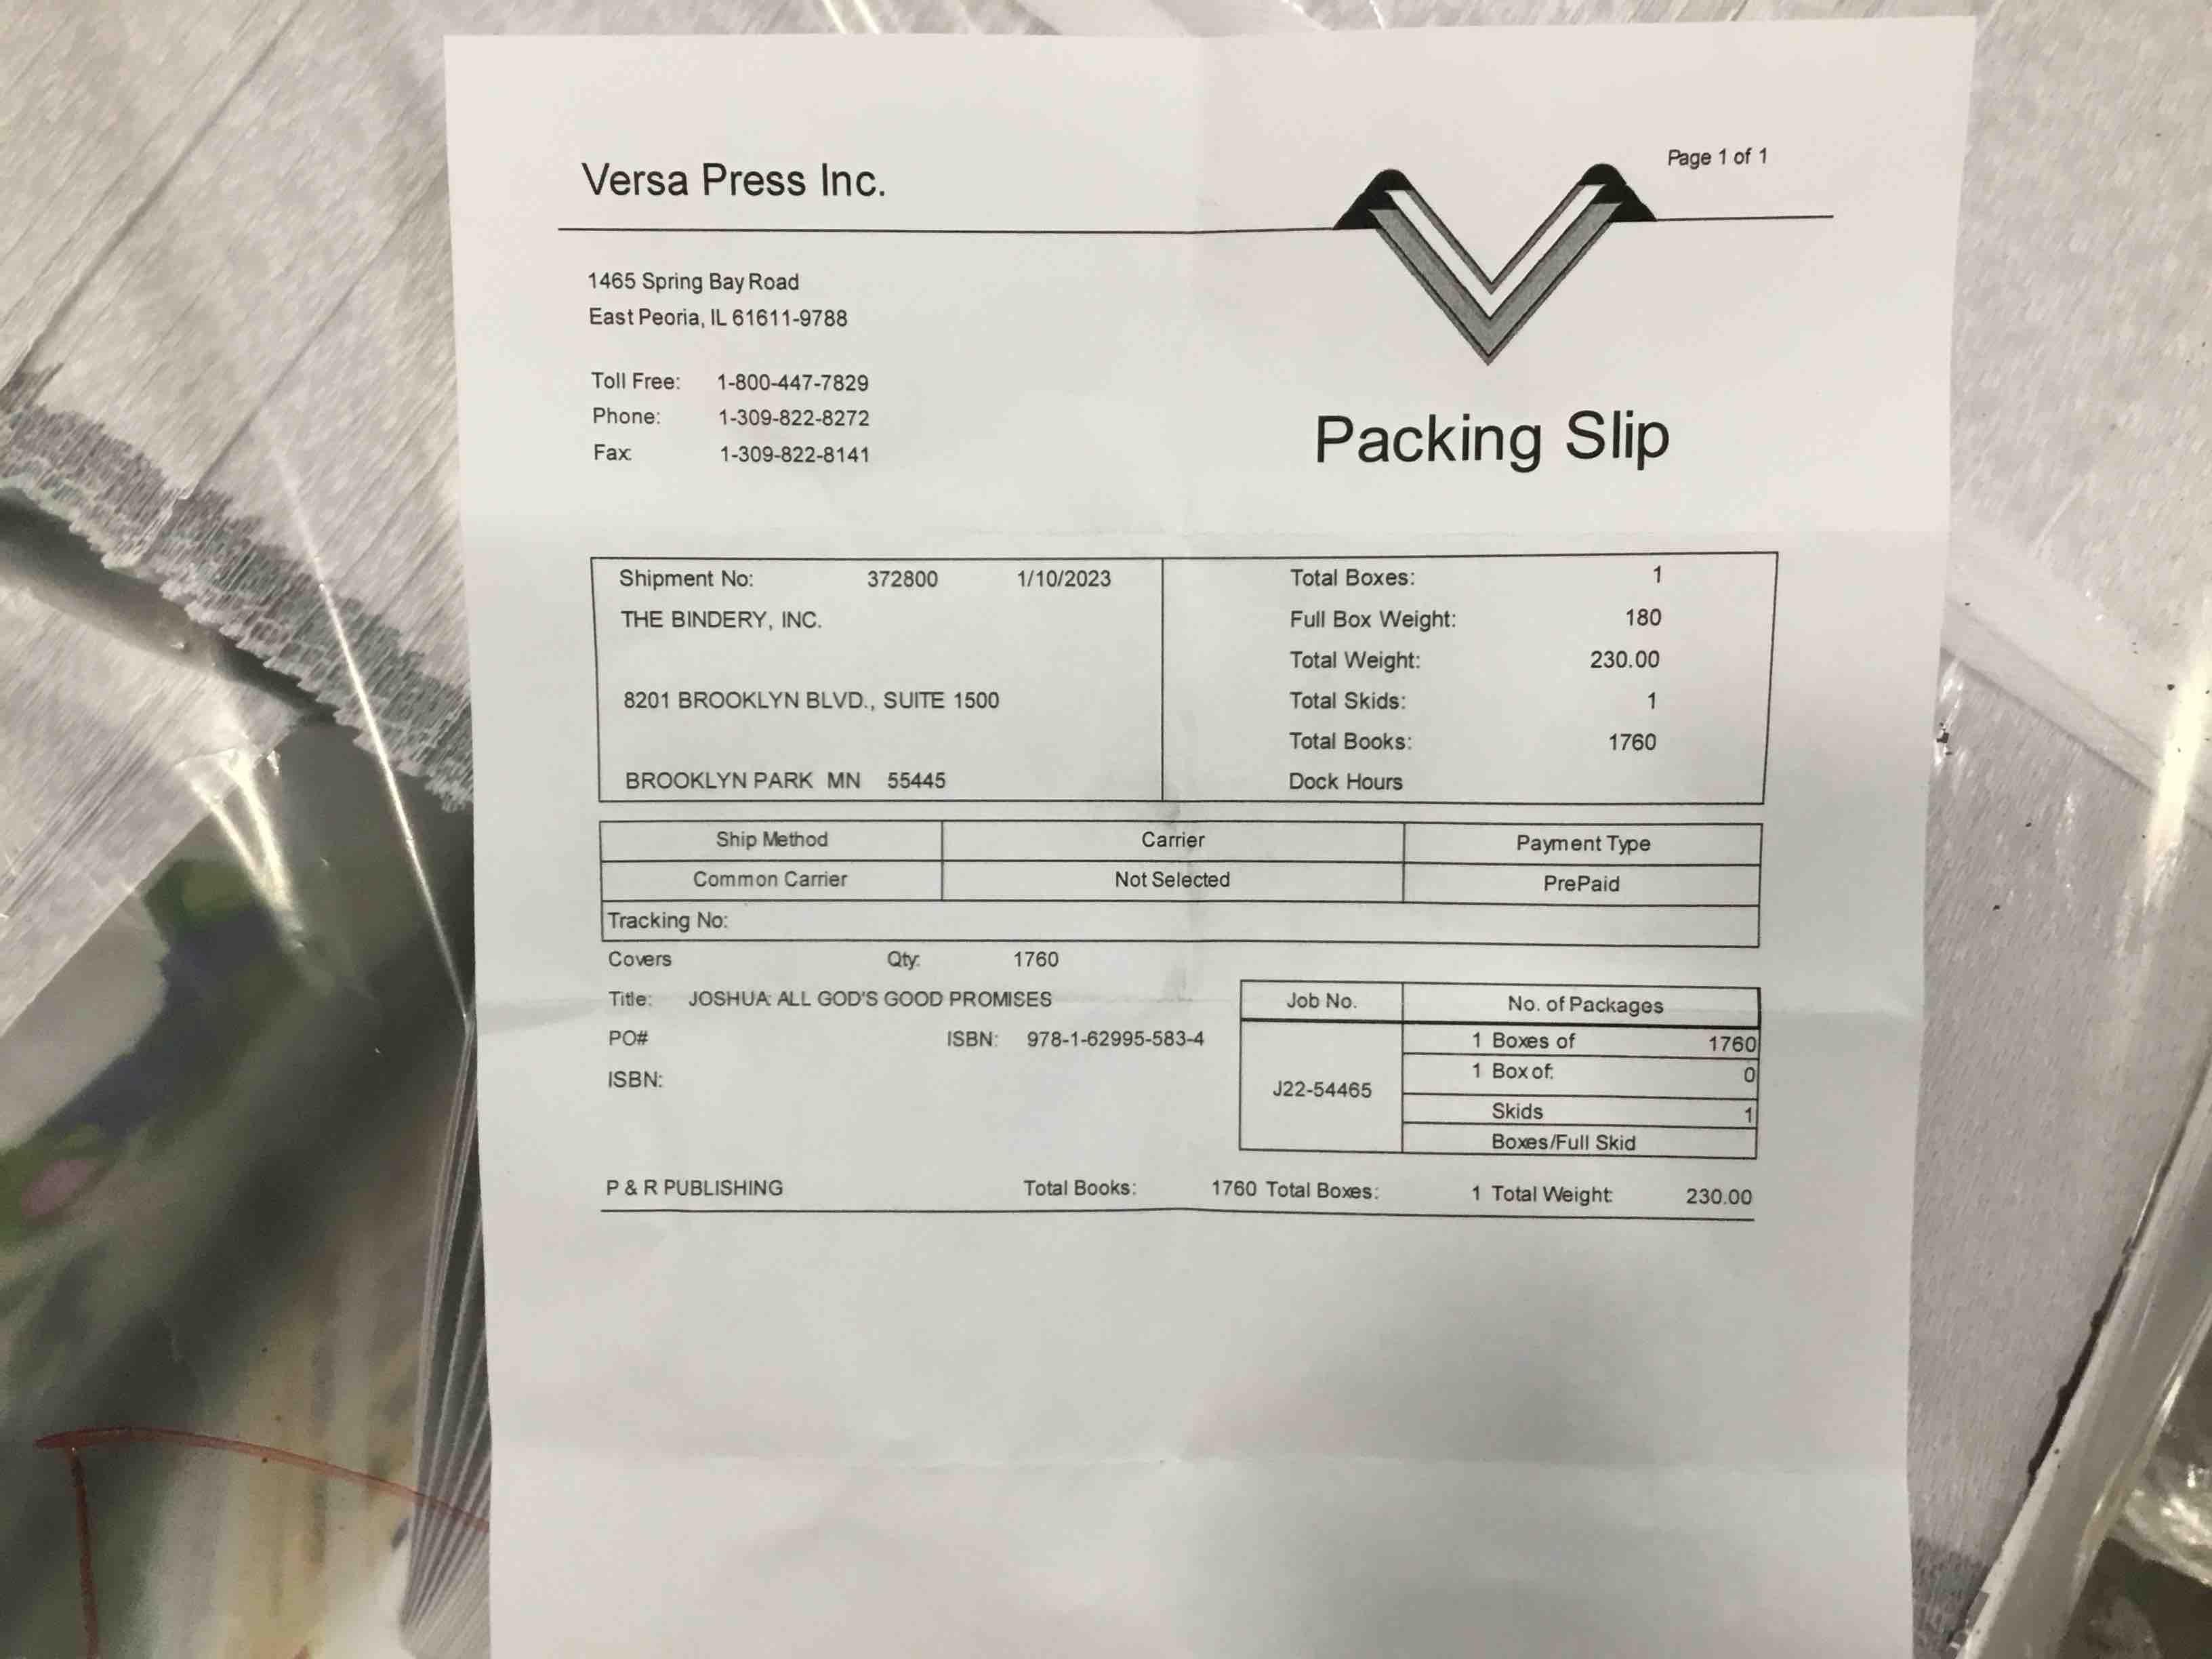 Page 1 of 1
Versa Press Inc.
1465 Spring Bay Road
East Peoria, IL 61611-9788
Toll Free: 1-800-447-7829
Phone: 1-309-822-8272
Fax: 1-309-822-8141
Packing Slip
Shipment No: 372800 1/10/2023
THE BINDERY, INC.
8201 BROOKLYN BLVD., SUITE 1500
BROOKLYN PARK MN 55445
Total Boxes: 1
Full Box Weight: 180
Total Weight: 230.00
Total Skids: 1
Total Books: 1760
Dock Hours
Ship Method Carrier Payment Type
Common Carrier Not Selected PrePaid
Tracking No:
Covers Qty: 1760
Title: JOSHUA: ALL GOD'S GOOD PROMISES
PO# ISBN: 978-1-62995-583-4
ISBN:
Job No. No. of Packages
J22-54465
1 Boxes of 1760
1 Box of: 0
Skids 1
Boxes/Full Skid
P & R PUBLISHING Total Books: 1760 Total Boxes: 1 Total Weight: 230.00